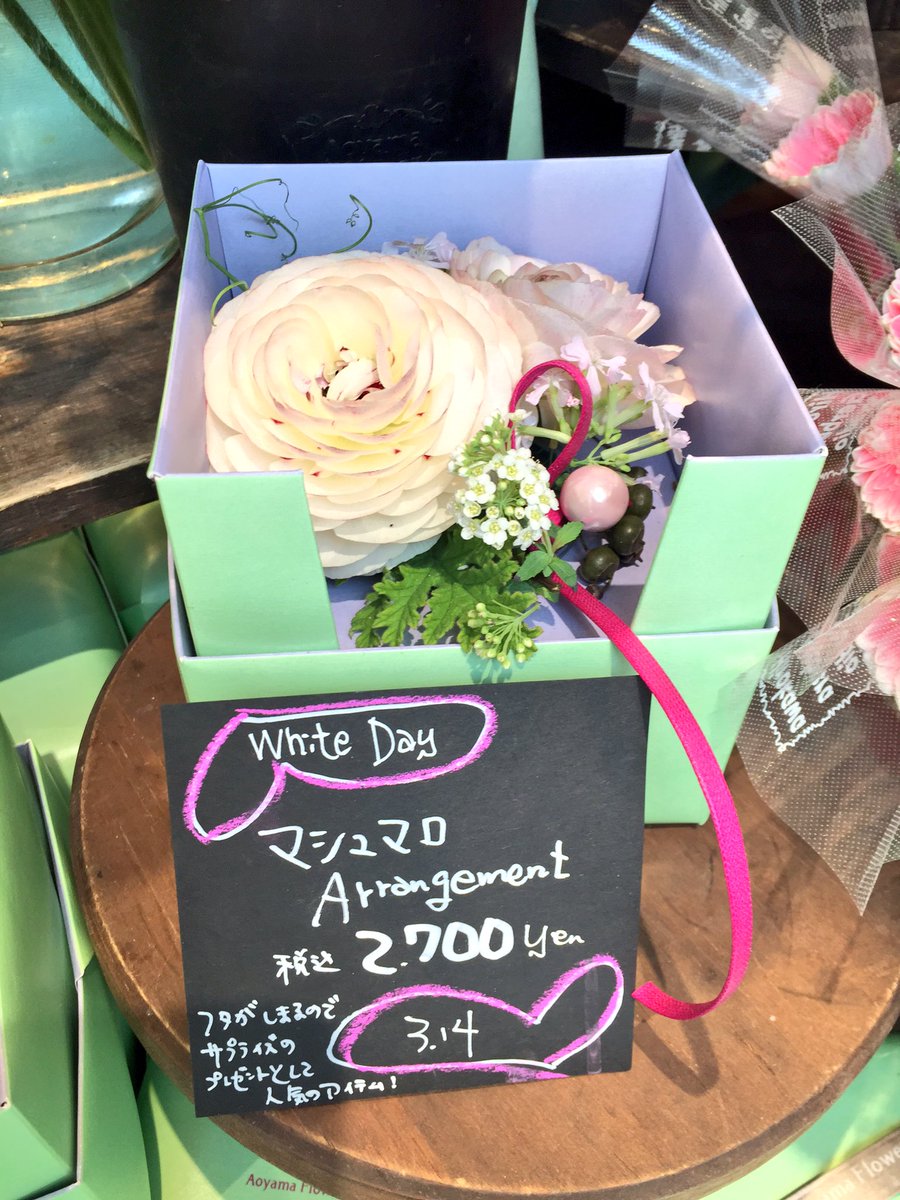 White Day
マシュマロ
Arrangement
税込 2.700 yen
フタがしまるので
サプライズの
プレゼントとして
人気のアイテム!
3.14
Aoyama Flow